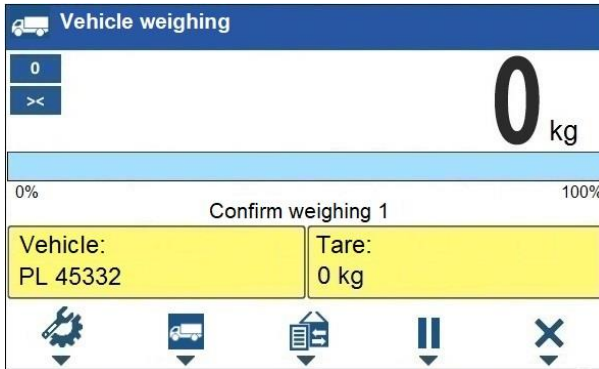 Vehicle weighing
0
><
0 kg
0%
100%
Confirm weighing 1
Vehicle:
PL 45332
Tare:
0 kg